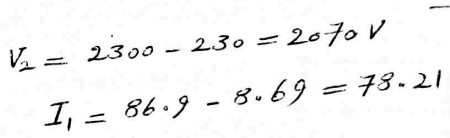 V₂ = 2300 - 230 = 2070 V
I₁ = 86.9 - 8.69 = 78.21